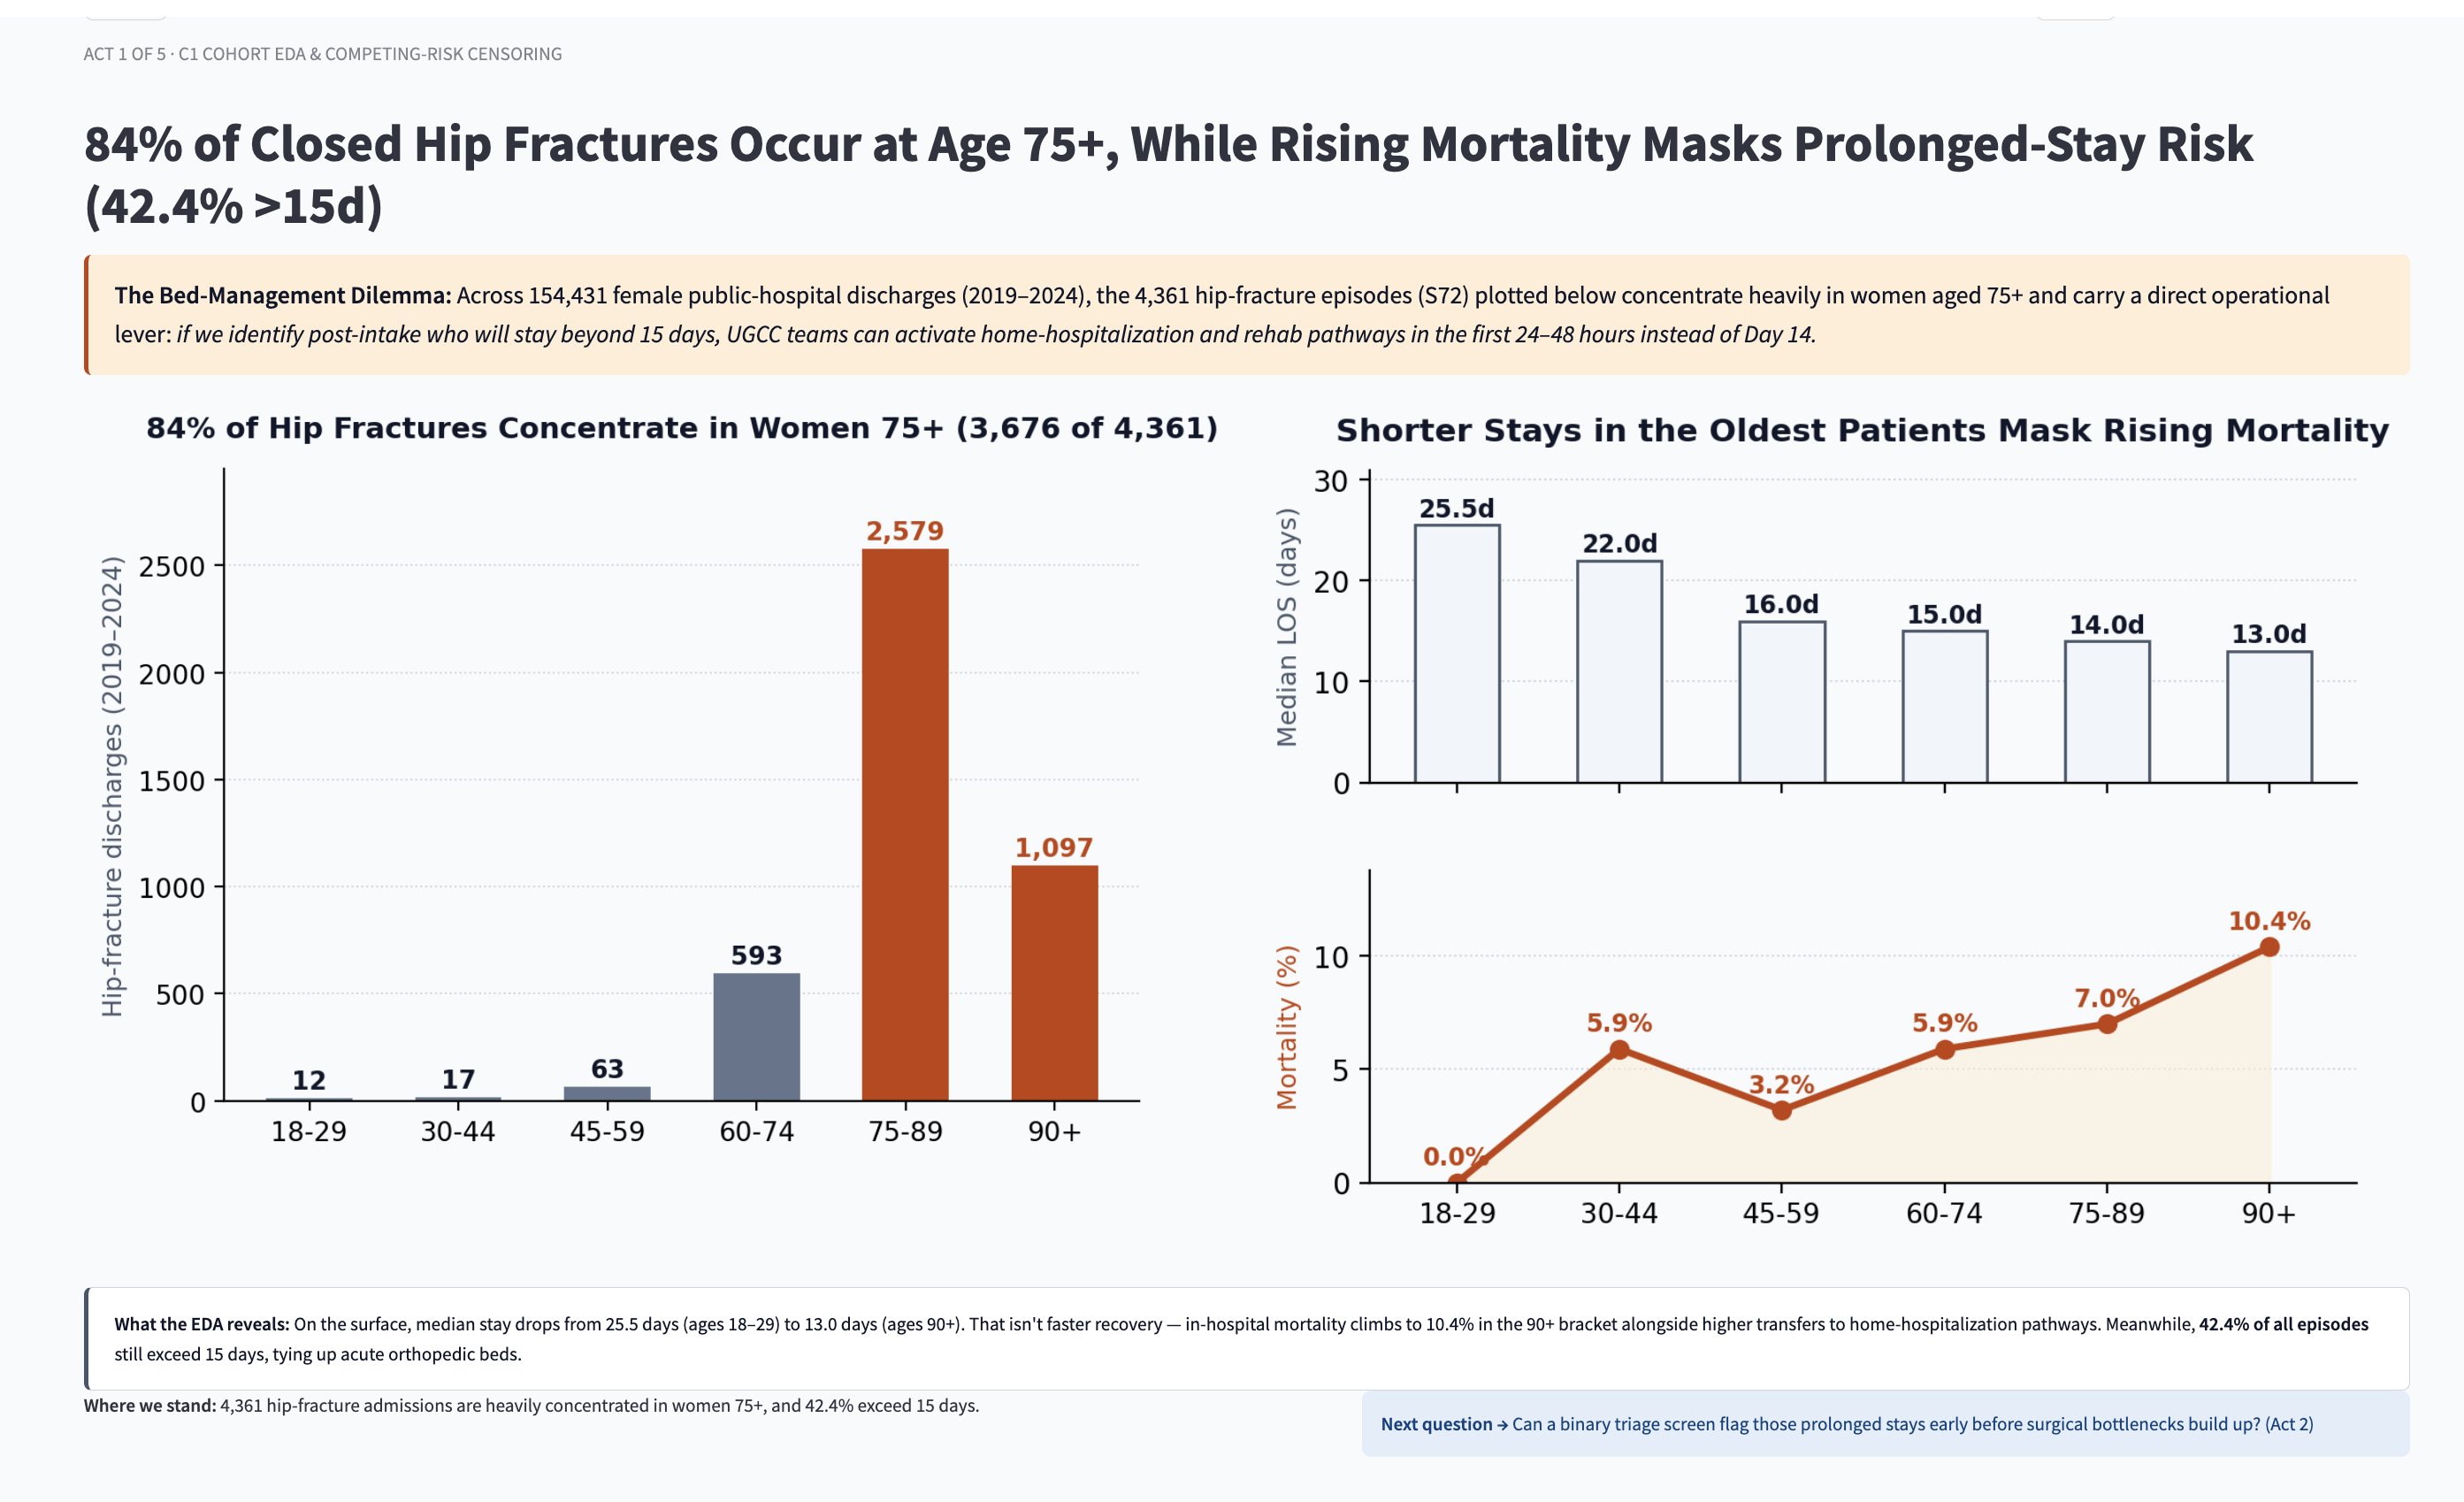 ACT 1 OF 5 · C1 COHORT EDA & COMPETING-RISK CENSORING
84% of Closed Hip Fractures Occur at Age 75+, While Rising Mortality Masks Prolonged-Stay Risk
(42.4% >15d)
The Bed-Management Dilemma: Across 154,431 female public-hospital discharges (2019–2024), the 4,361 hip-fracture episodes (S72) plotted below concentrate heavily in women aged 75+ and carry a direct operational
lever: if we identify post-intake who will stay beyond 15 days, UGCC teams can activate home-hospitalization and rehab pathways in the first 24–48 hours instead of Day 14.
84% of Hip Fractures Concentrate in Women 75+ (3,676 of 4,361)
Hip-fracture discharges (2019–2024)
2500
2000
1500
1000
500
0
12
17
63
593
2,579
1,097
18-29
30-44
45-59
60-74
75-89
90+
Shorter Stays in the Oldest Patients Mask Rising Mortality
Median LOS (days)
30
20
10
0
25.5d
22.0d
16.0d
15.0d
14.0d
13.0d
Mortality (%)
10
5
0
0.0%
5.9%
3.2%
5.9%
7.0%
10.4%
18-29
30-44
45-59
60-74
75-89
90+
What the EDA reveals: On the surface, median stay drops from 25.5 days (ages 18–29) to 13.0 days (ages 90+). That isn't faster recovery — in-hospital mortality climbs to 10.4% in the 90+ bracket alongside higher transfers to home-hospitalization pathways. Meanwhile, 42.4% of all episodes
still exceed 15 days, tying up acute orthopedic beds.
Where we stand: 4,361 hip-fracture admissions are heavily concentrated in women 75+, and 42.4% exceed 15 days.
Next question → Can a binary triage screen flag those prolonged stays early before surgical bottlenecks build up? (Act 2)